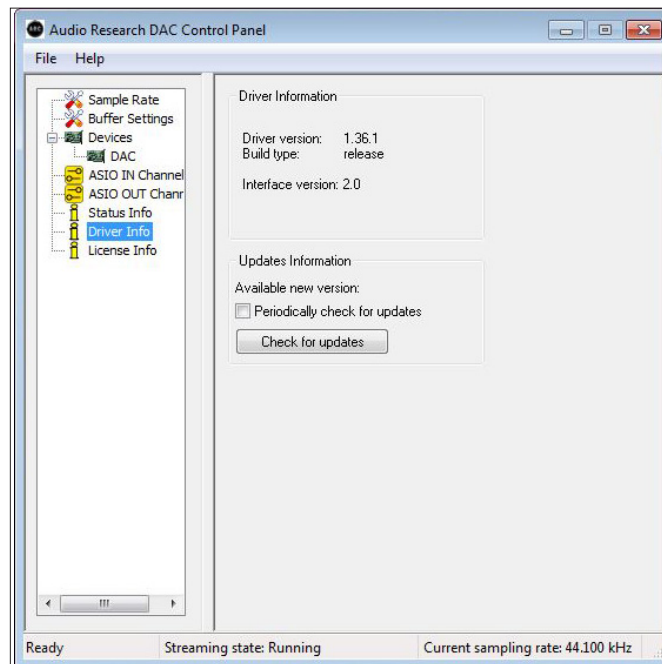 Audio Research DAC Control Panel
File Help
Sample Rate
Buffer Settings
Devices
DAC
ASIO IN Channel
ASIO OUT Chanr
Status Info
Driver Info
License Info
Driver Information
Driver version: 1.36.1
Build type: release
Interface version: 2.0
Updates Information
Available new version:
Periodically check for updates
Check for updates
Ready Streaming state: Running Current sampling rate: 44.100 kHz